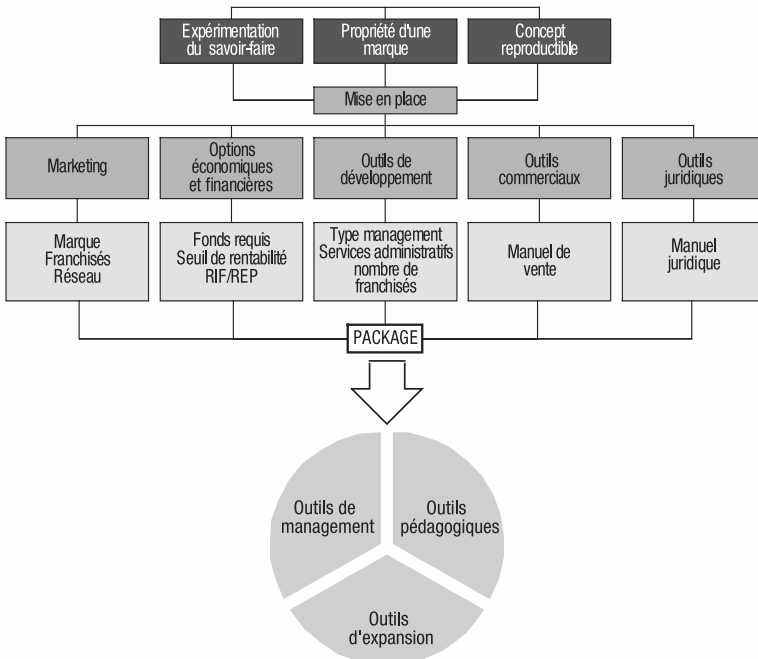 Expérimentation
du savoir-faire
Propriété d'une
marque
Concept
reproductible
Mise en place
Marketing
Options
économiques
et financières
Outils de
développement
Outils
commerciaux
Outils
juridiques
Marque
Franchisés
Réseau
Fonds requis
Seuil de rentabilité
RIF/REP
Type management
Services administratifs
nombre de
franchisés
Manuel de
vente
Manuel
juridique
PACKAGE
Outils de
management
Outils
pédagogiques
Outils
d'expansion